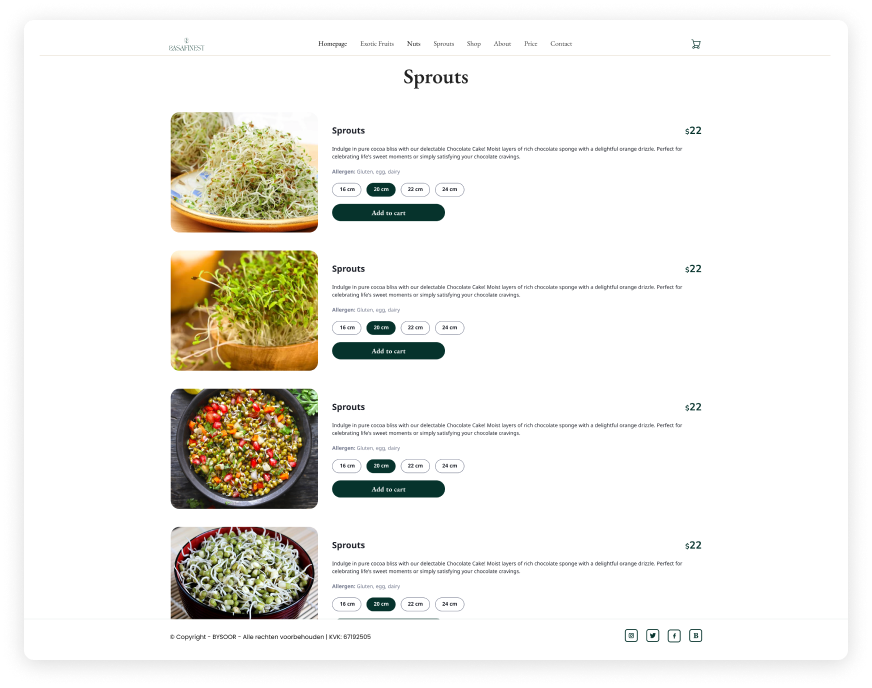 BASAFINEST
Homepage Exotic Fruits Nuts Sprouts Shop About Price Contact
Sprouts
Sprouts $22
Indulge in pure cocoa bliss with our delectable Chocolate Cake! Moist layers of rich chocolate sponge with a delightful orange drizzle. Perfect for
celebrating life's sweet moments or simply satisfying your chocolate cravings.
Allergen: Gluten, egg, dairy
16 cm 20 cm 22 cm 24 cm
Add to cart
Sprouts $22
Indulge in pure cocoa bliss with our delectable Chocolate Cake! Moist layers of rich chocolate sponge with a delightful orange drizzle. Perfect for
celebrating life's sweet moments or simply satisfying your chocolate cravings.
Allergen: Gluten, egg, dairy
16 cm 20 cm 22 cm 24 cm
Add to cart
Sprouts $22
Indulge in pure cocoa bliss with our delectable Chocolate Cake! Moist layers of rich chocolate sponge with a delightful orange drizzle. Perfect for
celebrating life's sweet moments or simply satisfying your chocolate cravings.
Allergen: Gluten, egg, dairy
16 cm 20 cm 22 cm 24 cm
Add to cart
Sprouts $22
Indulge in pure cocoa bliss with our delectable Chocolate Cake! Moist layers of rich chocolate sponge with a delightful orange drizzle. Perfect for
celebrating life's sweet moments or simply satisfying your chocolate cravings.
Allergen: Gluten, egg, dairy
16 cm 20 cm 22 cm 24 cm
© Copyright - BYSOOR - Alle rechten voorbehouden | KVK: 67192505